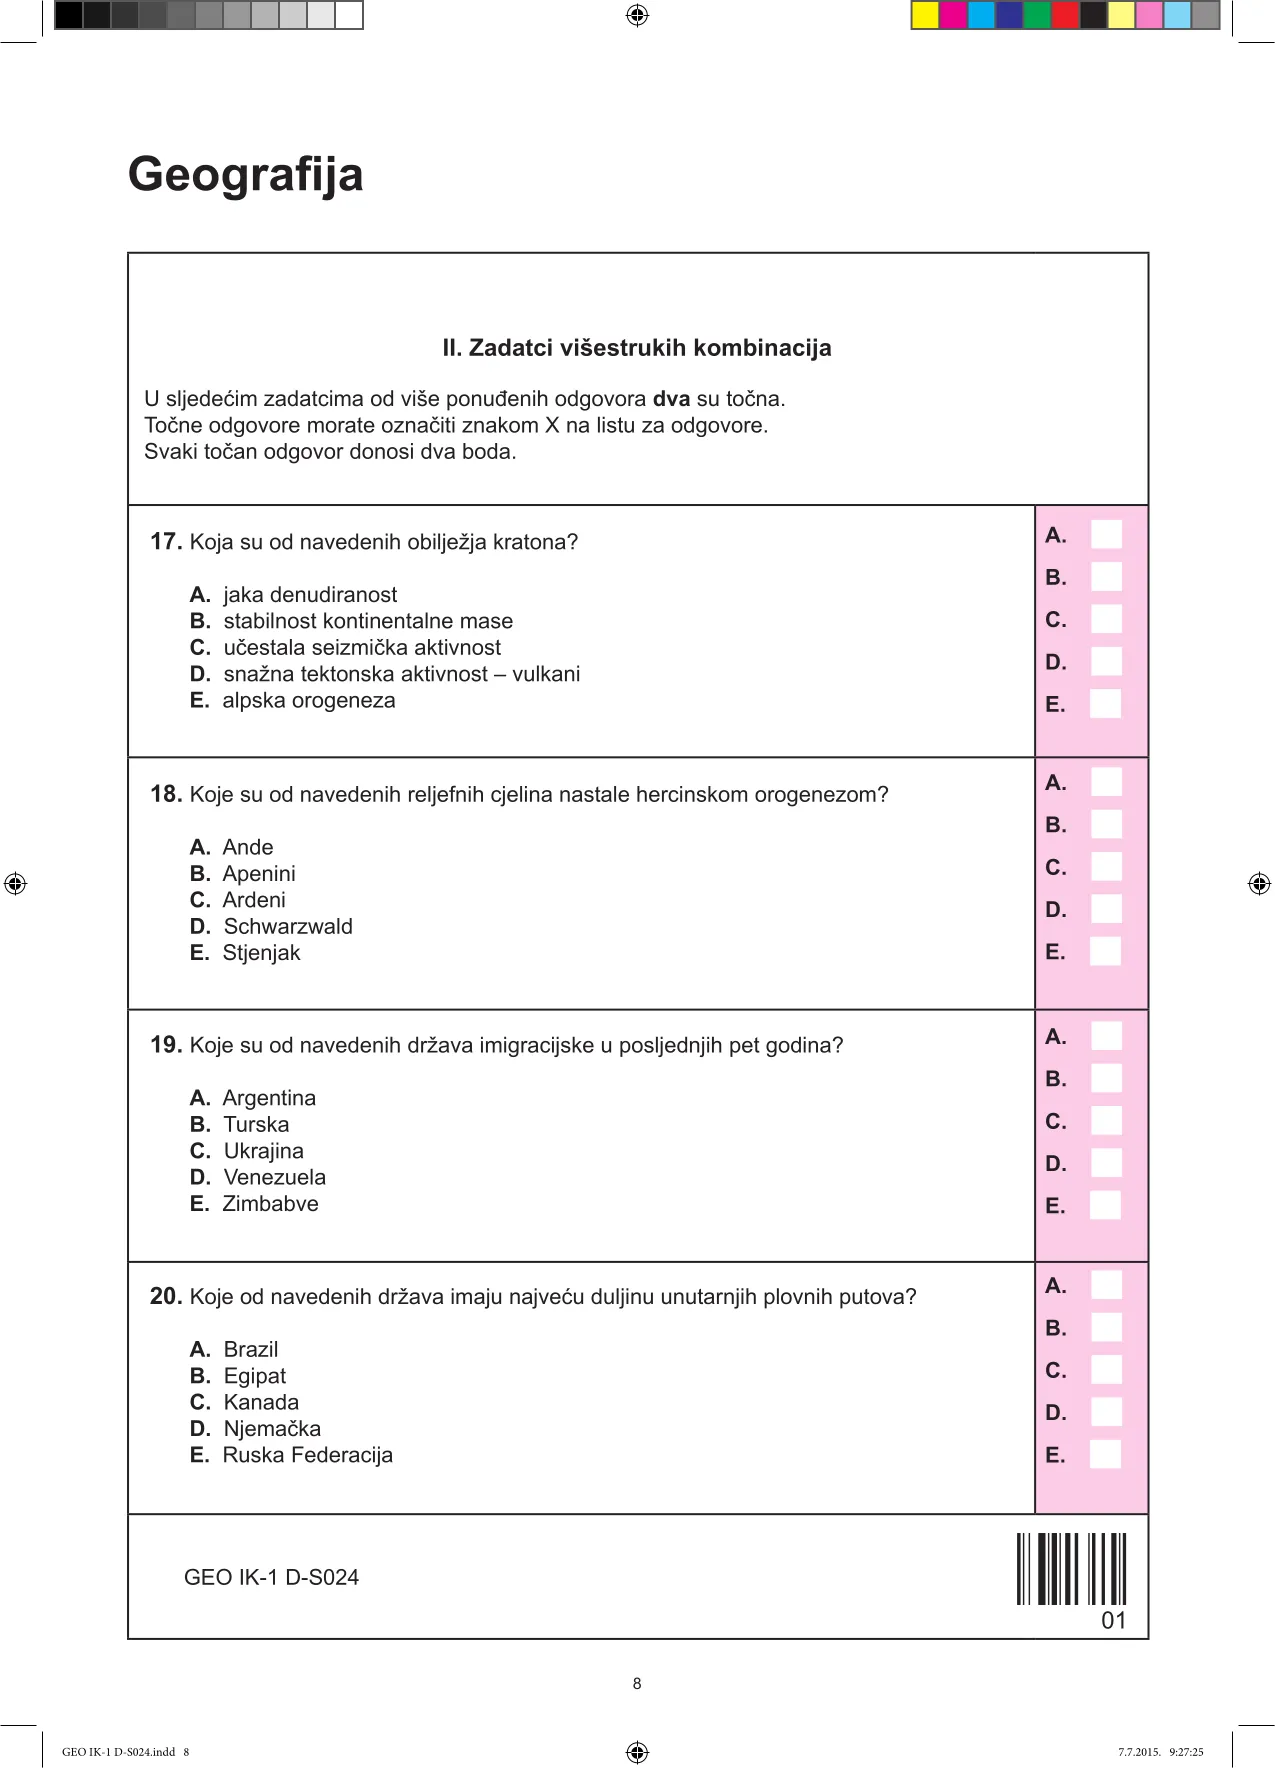 Geografija
II. Zadatci višestrukih kombinacija
U sljedećim zadatcima od više ponuđenih odgovora dva su točna.
Točne odgovore morate označiti znakom X na listu za odgovore.
Svaki točan odgovor donosi dva boda.
17. Koja su od navedenih obilježja kratona?
A. jaka denudiranost
B. stabilnost kontinentalne mase
C. učestala seizmička aktivnost
D. snažna tektonska aktivnost – vulkani
E. alpska orogeneza
A.
B.
C.
D.
E.
18. Koje su od navedenih reljefnih cjelina nastale hercinskom orogenezom?
A. Ande
B. Apenini
C. Ardeni
D. Schwarzwald
E. Stjenjak
A.
B.
C.
D.
E.
19. Koje su od navedenih država imigracijske u posljednjih pet godina?
A. Argentina
B. Turska
C. Ukrajina
D. Venezuela
E. Zimbabve
A.
B.
C.
D.
E.
20. Koje od navedenih država imaju najveću duljinu unutarnjih plovnih putova?
A. Brazil
B. Egipat
C. Kanada
D. Njemačka
E. Ruska Federacija
A.
B.
C.
D.
E.
GEO IK-1 D-S024
01
8
GEO IK-1 D-S024.indd 8
7.7.2015. 9:27:25